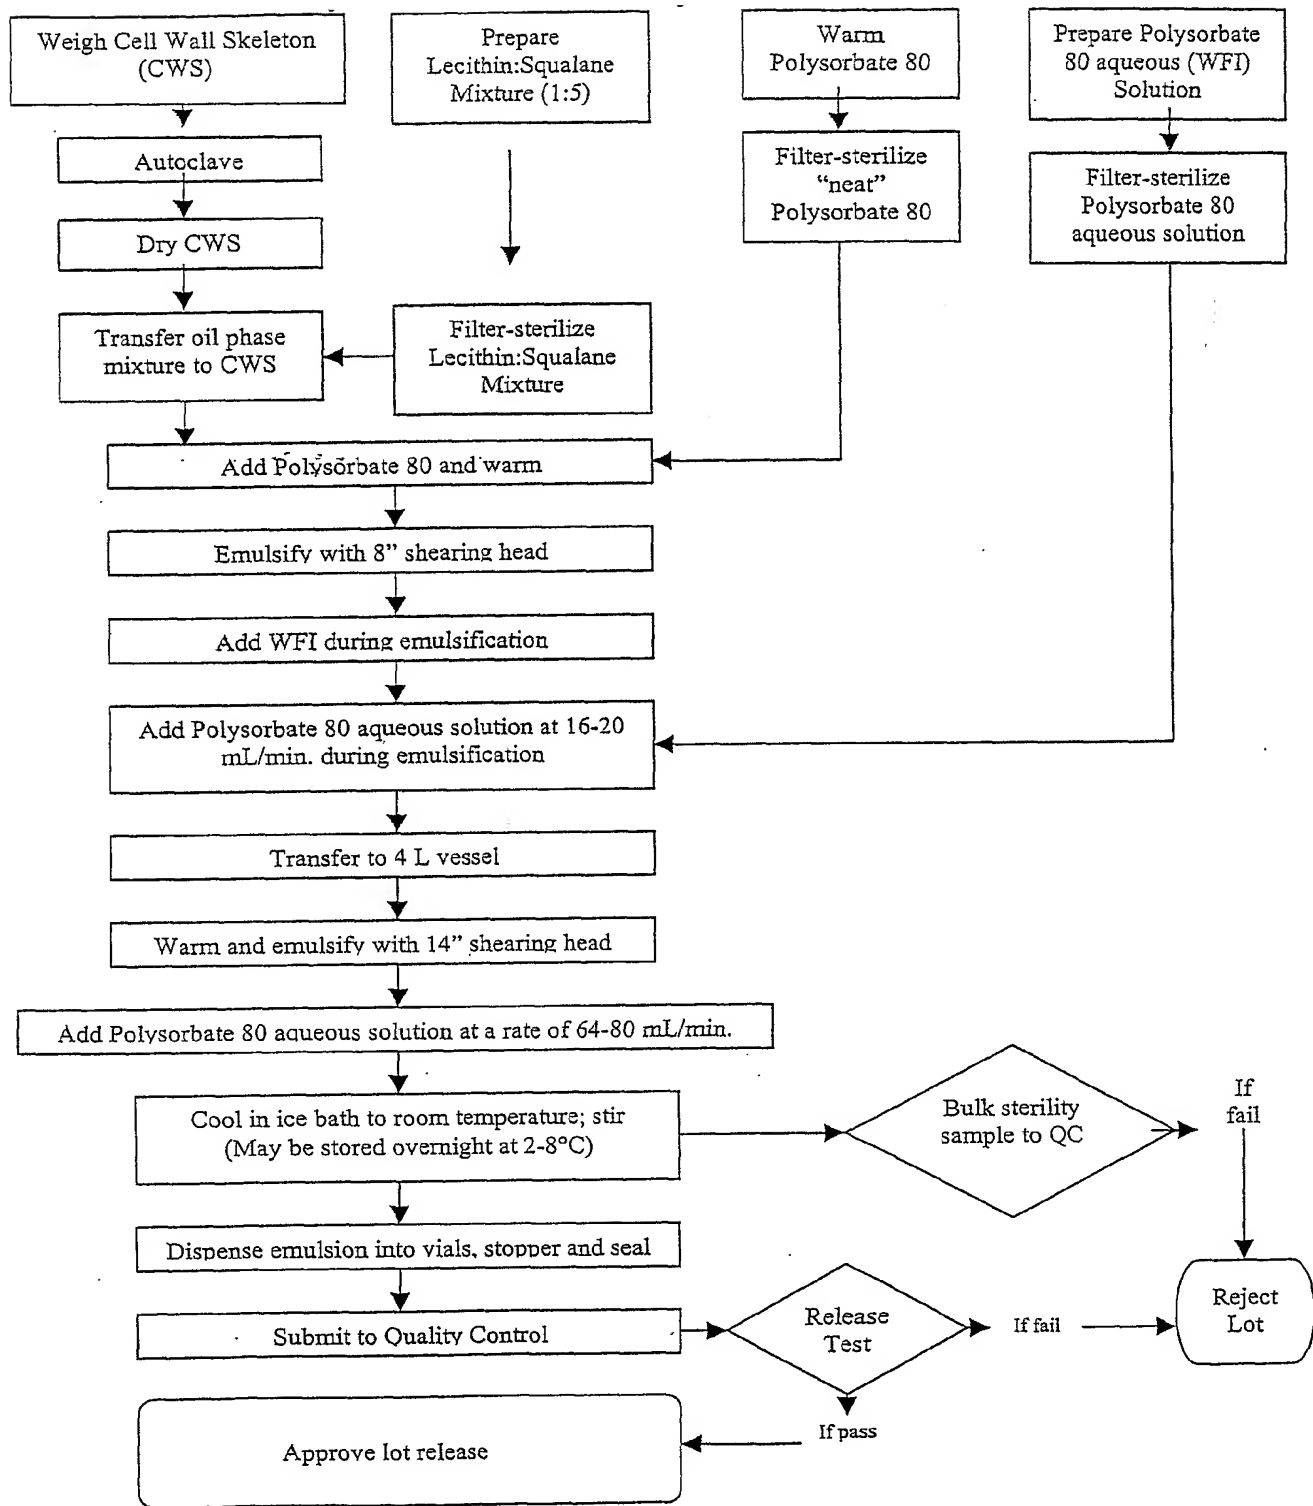 Weigh Cell Wall Skeleton
(CWS)
Prepare
Lecithin:Squalane
Mixture (1:5)
Warm
Polysorbate 80
Prepare Polysorbate
80 aqueous (WFI)
Solution
Autoclave
Filter-sterilize
“neat”
Polysorbate 80
Filter-sterilize
Polysorbate 80
aqueous solution
Dry CWS
Transfer oil phase
mixture to CWS
Filter-sterilize
Lecithin:Squalane
Mixture
Add Polysorbate 80 and warm
Emulsify with 8” shearing head
Add WFI during emulsification
Add Polysorbate 80 aqueous solution at 16-20
mL/min. during emulsification
Transfer to 4 L vessel
Warm and emulsify with 14” shearing head
Add Polysorbate 80 aqueous solution at a rate of 64-80 mL/min.
Cool in ice bath to room temperature; stir
(May be stored overnight at 2-8°C)
Bulk sterility
sample to QC
If
fail
Dispense emulsion into vials, stopper and seal
Submit to Quality Control
Release
Test
If fail
Reject
Lot
If pass
Approve lot release